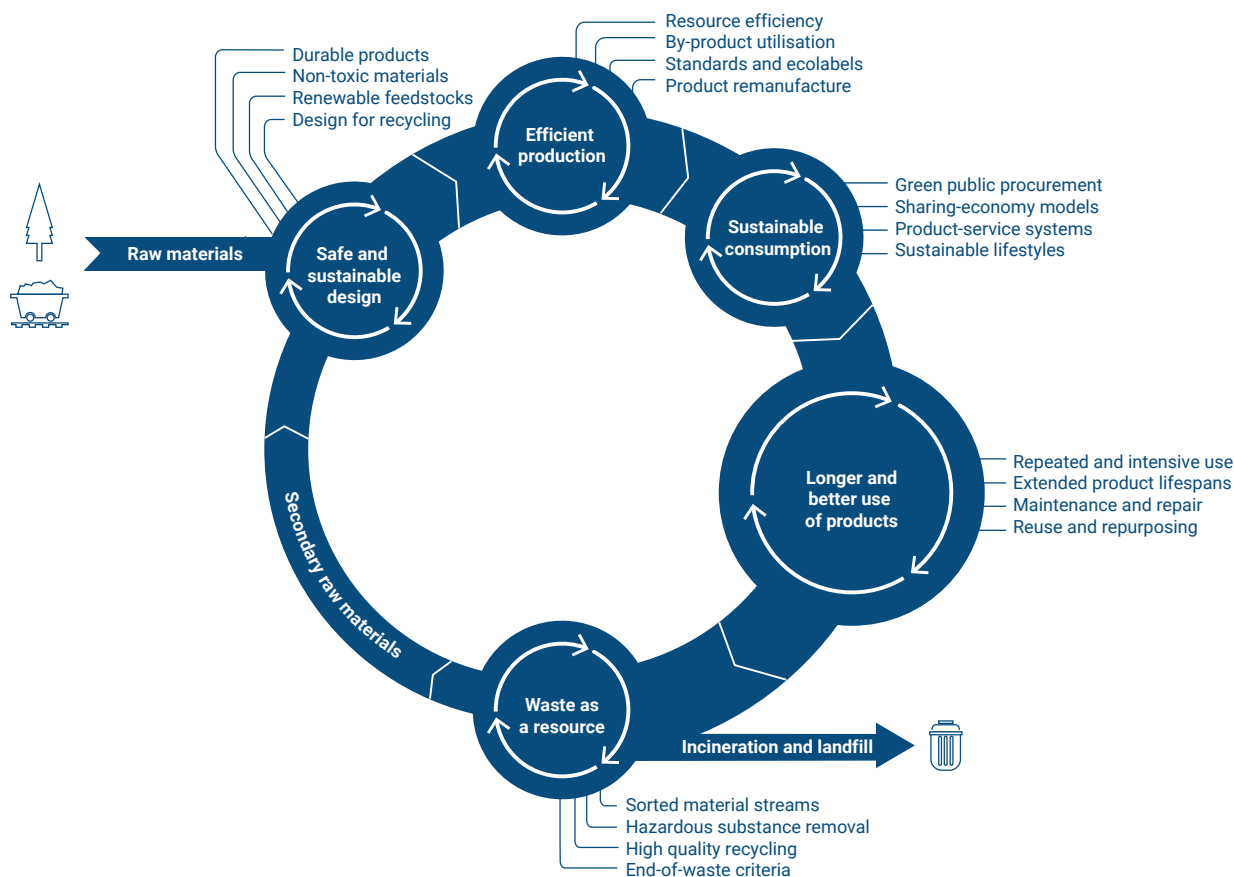 Durable products
Non-toxic materials
Renewable feedstocks
Design for recycling
Resource efficiency
By-product utilisation
Standards and ecolabels
Product remanufacture
Efficient
production
Green public procurement
Sharing-economy models
Product-service systems
Sustainable lifestyles
Sustainable
consumption
Raw materials
Safe and
sustainable
design
Repeated and intensive use
Extended product lifespans
Maintenance and repair
Reuse and repurposing
Longer and
better use
of products
Secondary raw materials
Waste as
a resource
Incineration and landfill
Sorted material streams
Hazardous substance removal
High quality recycling
End-of-waste criteria